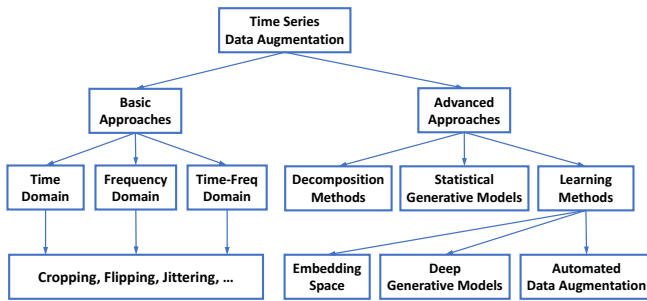 Time Series
Data Augmentation
Basic
Approaches
Advanced
Approaches
Time
Domain
Frequency
Domain
Time-Freq
Domain
Decomposition
Methods
Statistical
Generative Models
Learning
Methods
Cropping, Flipping, Jittering, ...
Embedding
Space
Deep
Generative Models
Automated
Data Augmentation